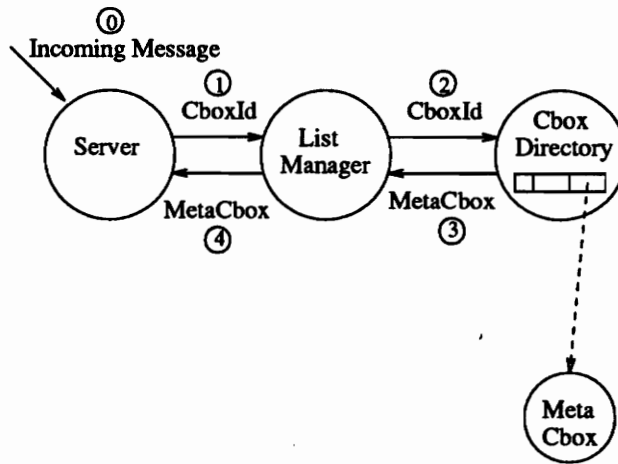 0
Incoming Message
1
CboxId
2
CboxId
Server
List
Manager
Cbox
Directory
MetaCbox
4
MetaCbox
3
Meta
Cbox